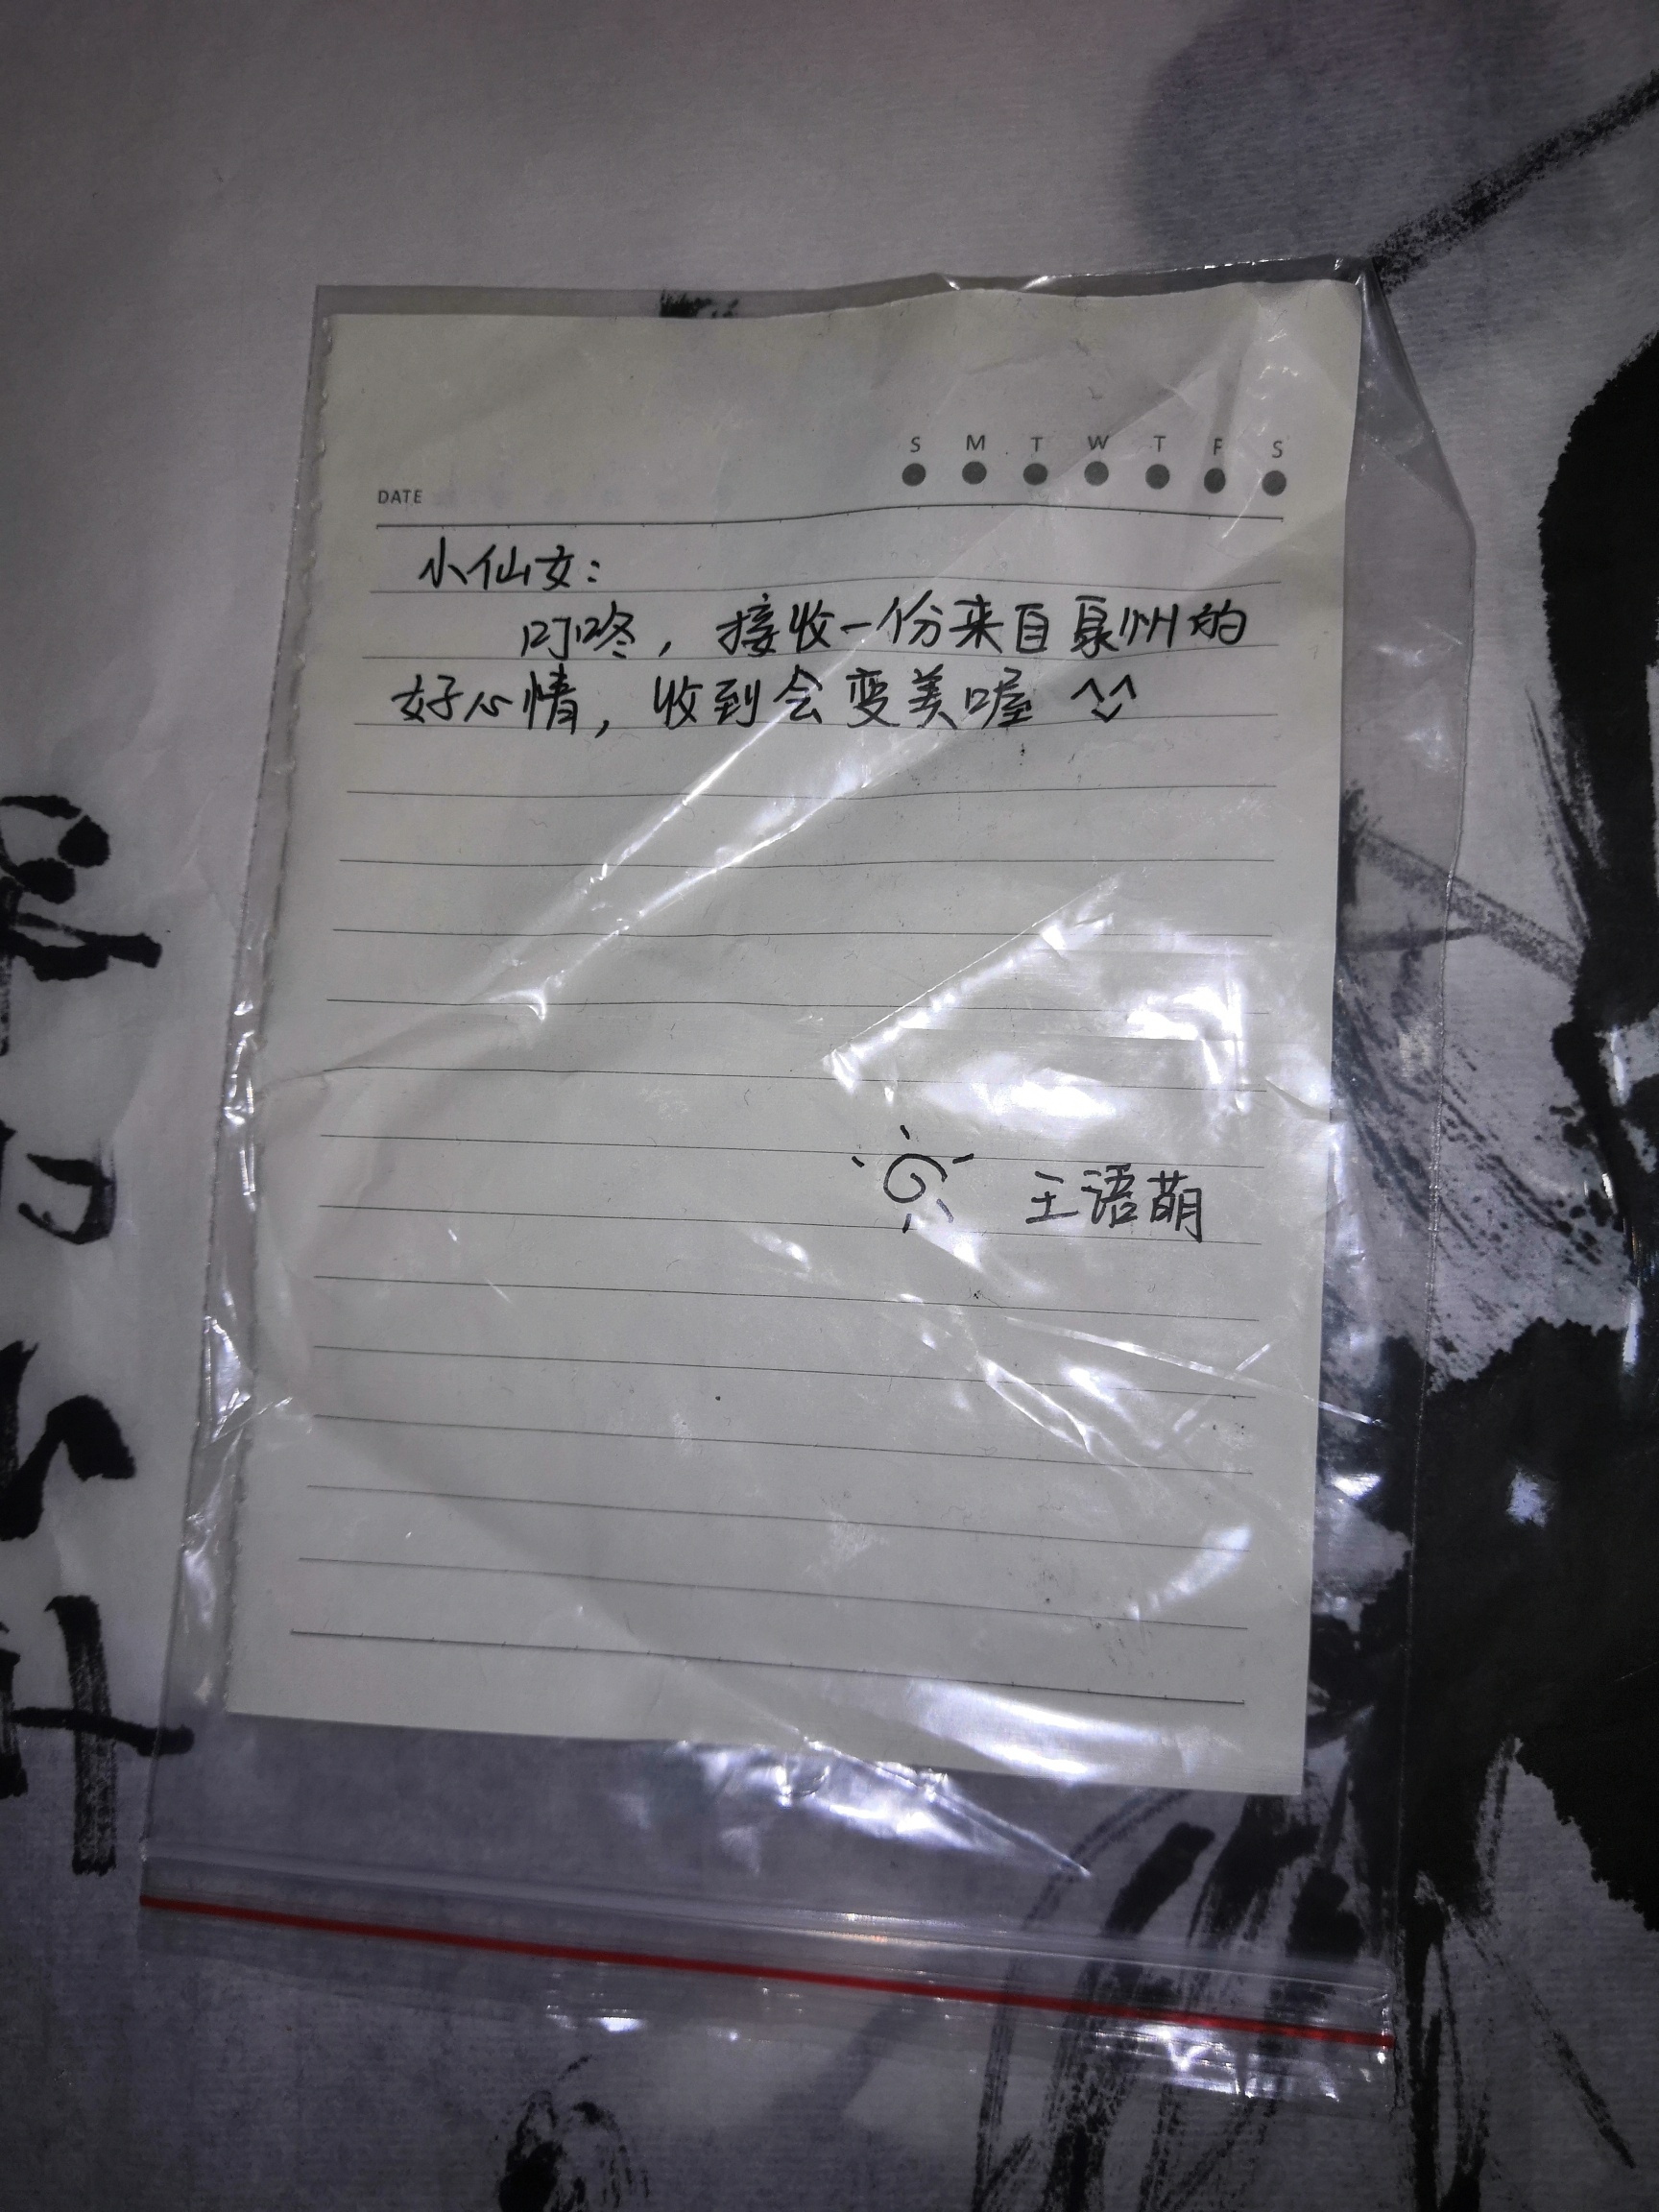 S M T W T F S
DATE
小仙女：
叮咚，接收一份来自泉州的
好心情，收到会变美喔 ^^
王语萌